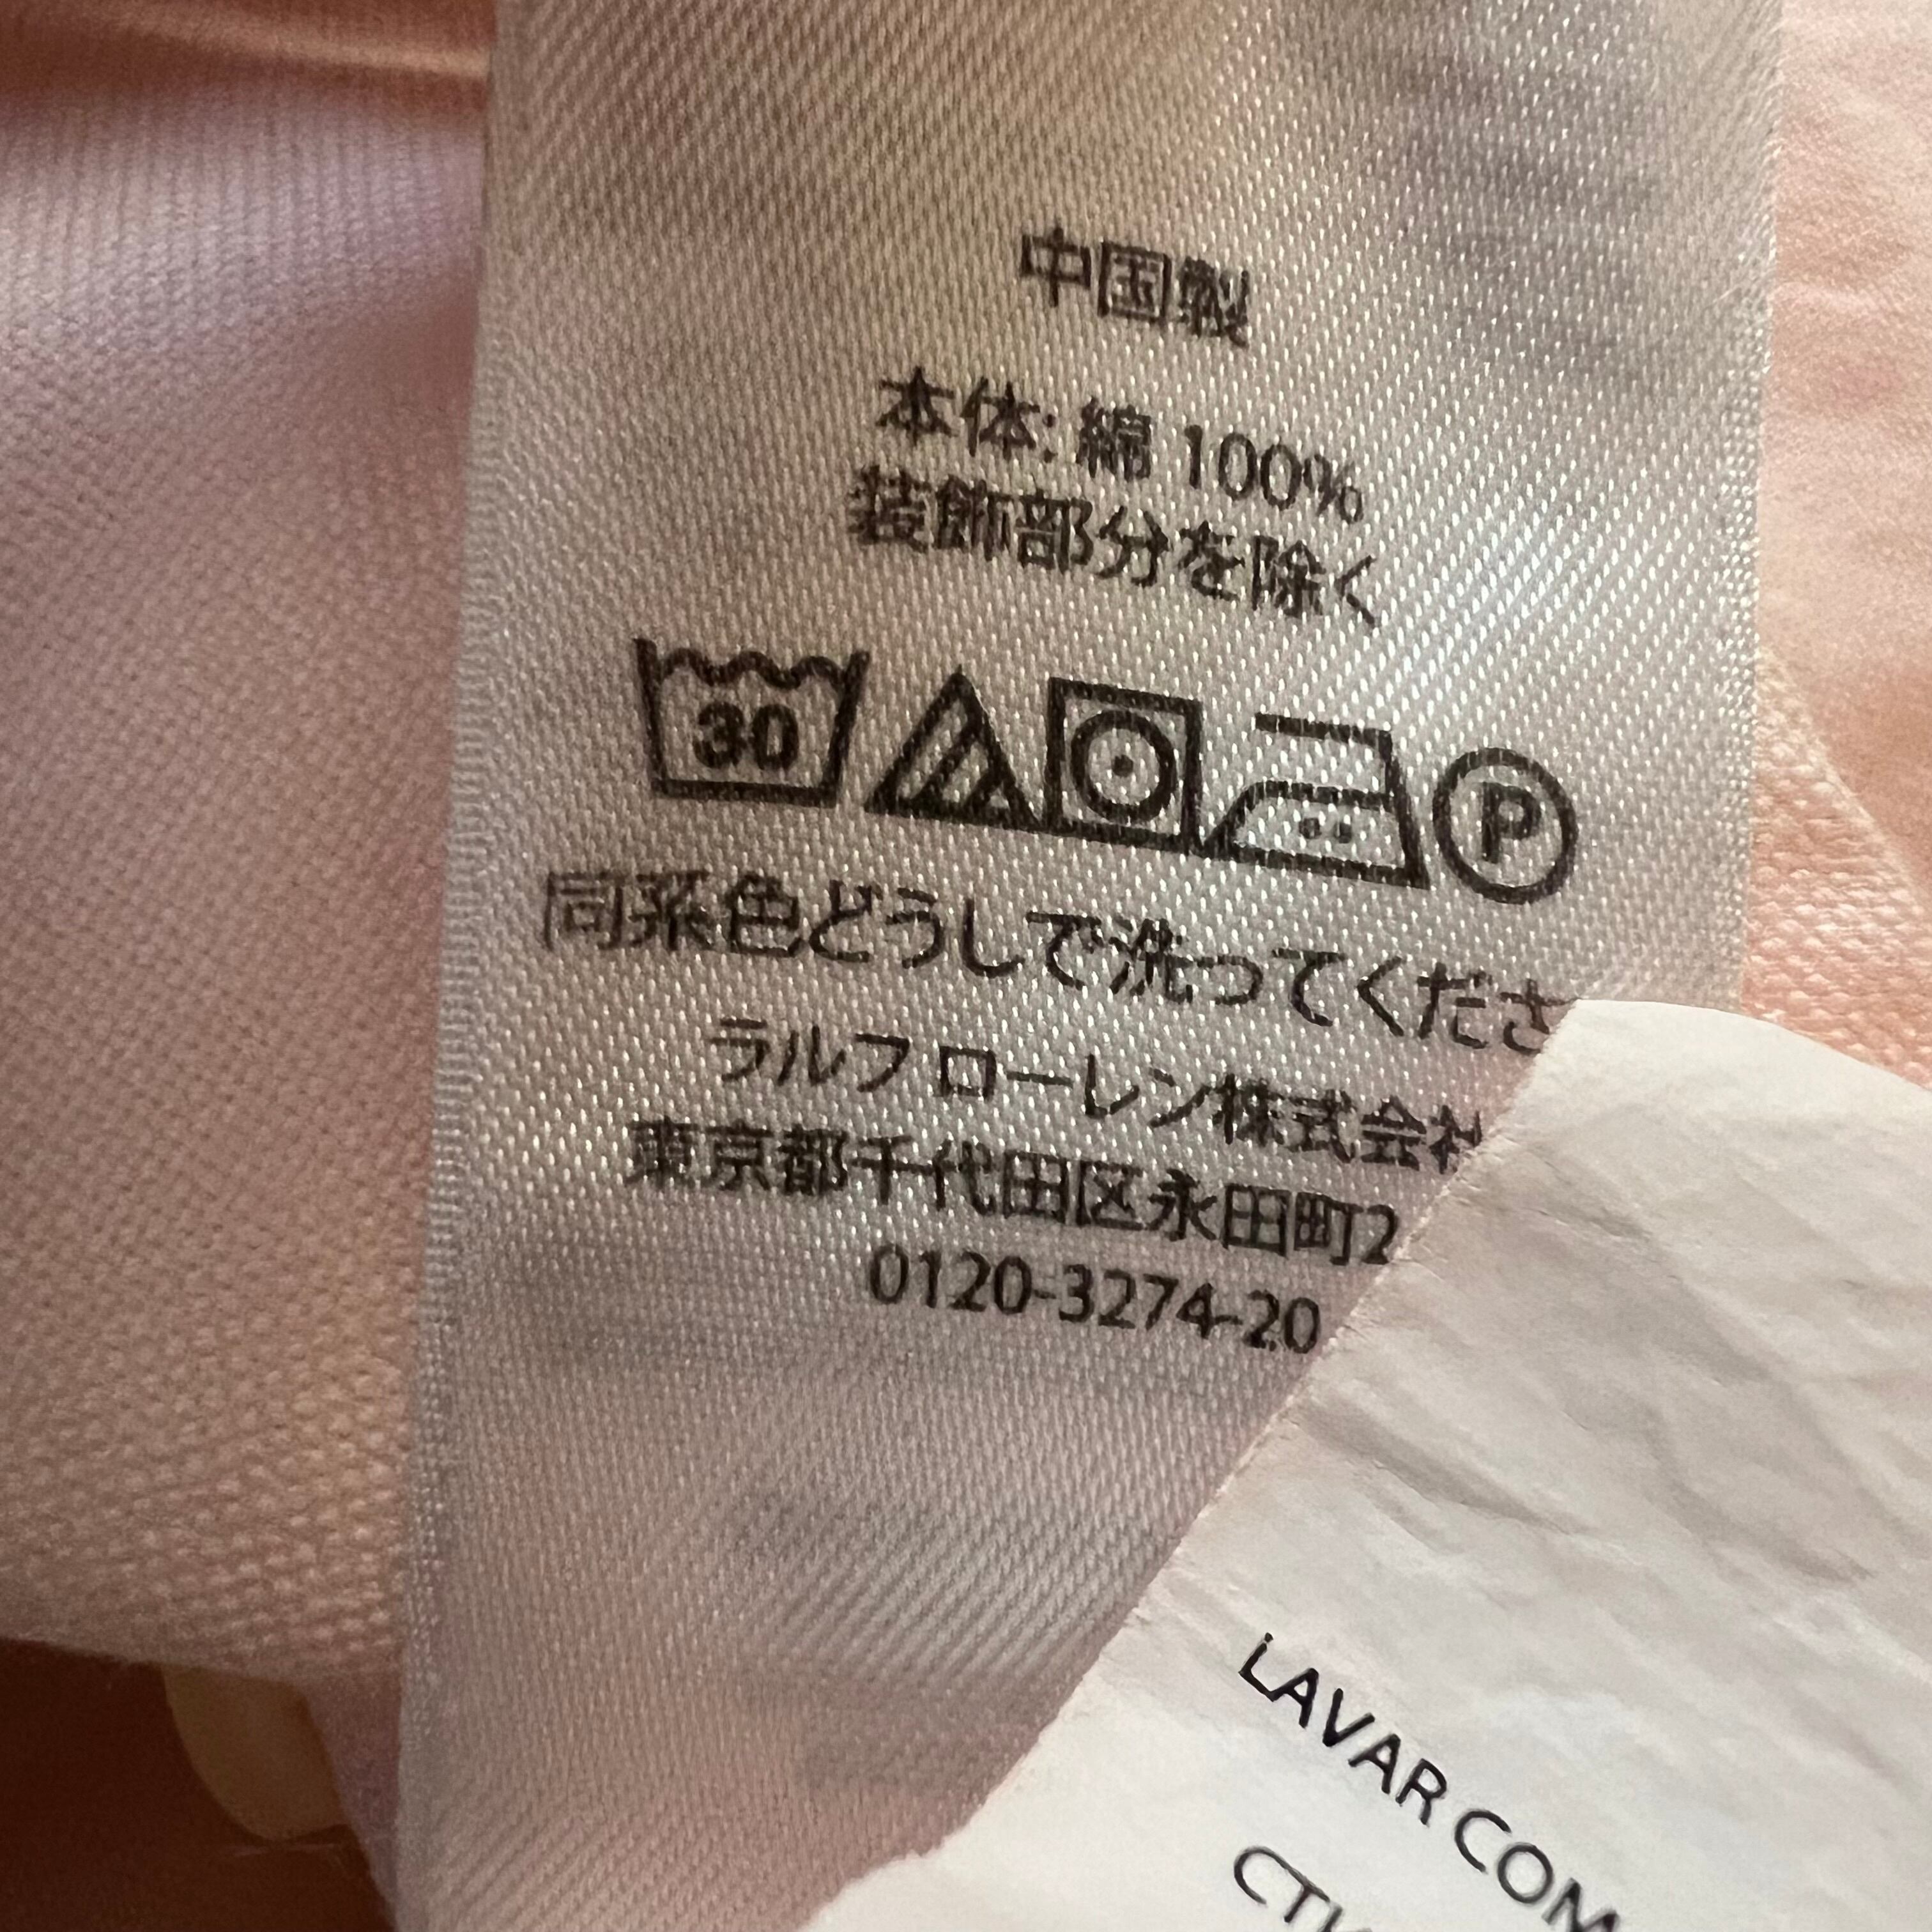 中国製
本体: 綿 100%
装飾部分を除く
30
P
同系色どうしで洗ってくださ
ラルフ ローレン株式会社
東京都千代田区永田町2
0120-3274-20
LAVAR COM
СТИ